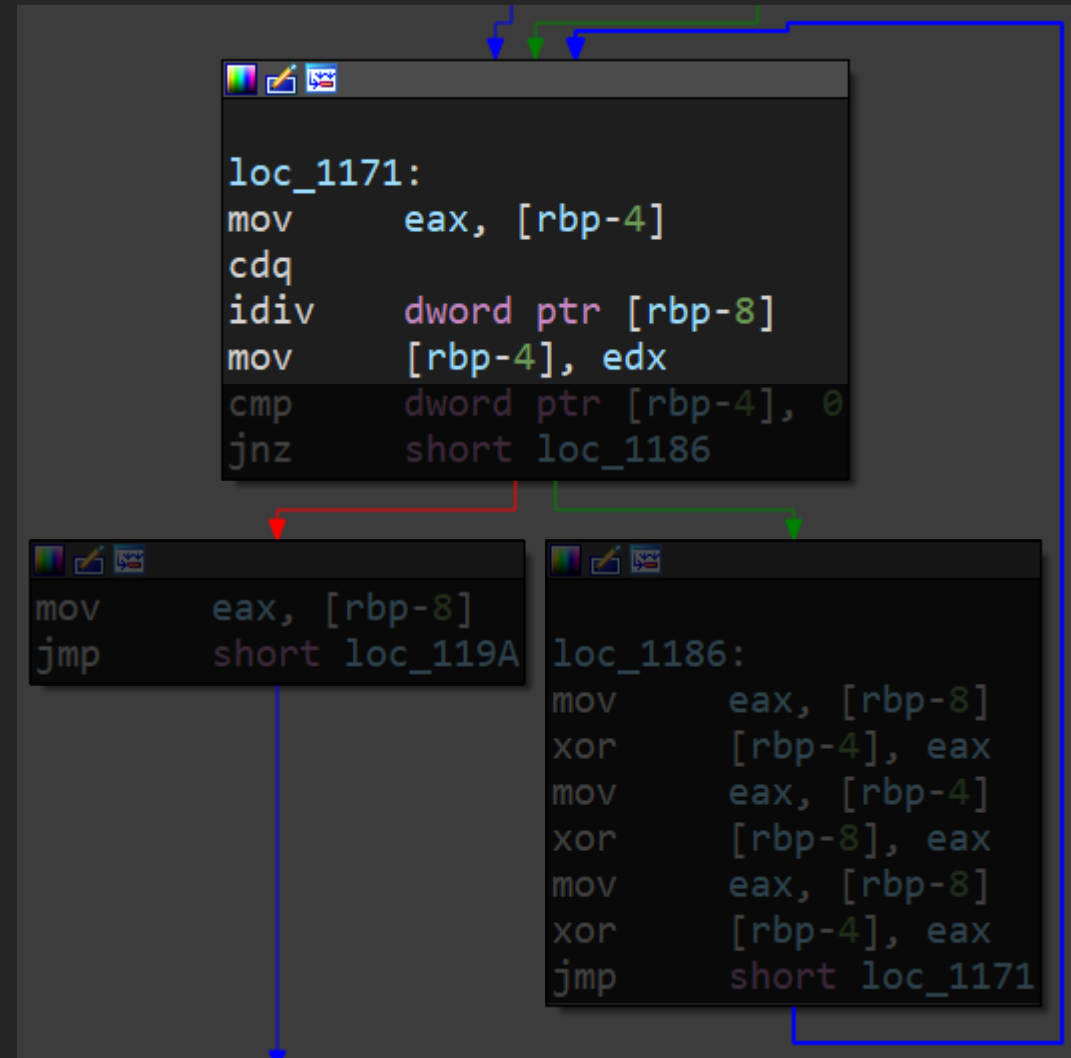 loc_1171:
mov eax, [rbp-4]
cdq
idiv dword ptr [rbp-8]
mov [rbp-4], edx
cmp dword ptr [rbp-4], 0
jnz short loc_1186
mov eax, [rbp-8]
jmp short loc_119A
loc_1186:
mov eax, [rbp-8]
xor [rbp-4], eax
mov eax, [rbp-4]
xor [rbp-8], eax
mov eax, [rbp-8]
xor [rbp-4], eax
jmp short loc_1171